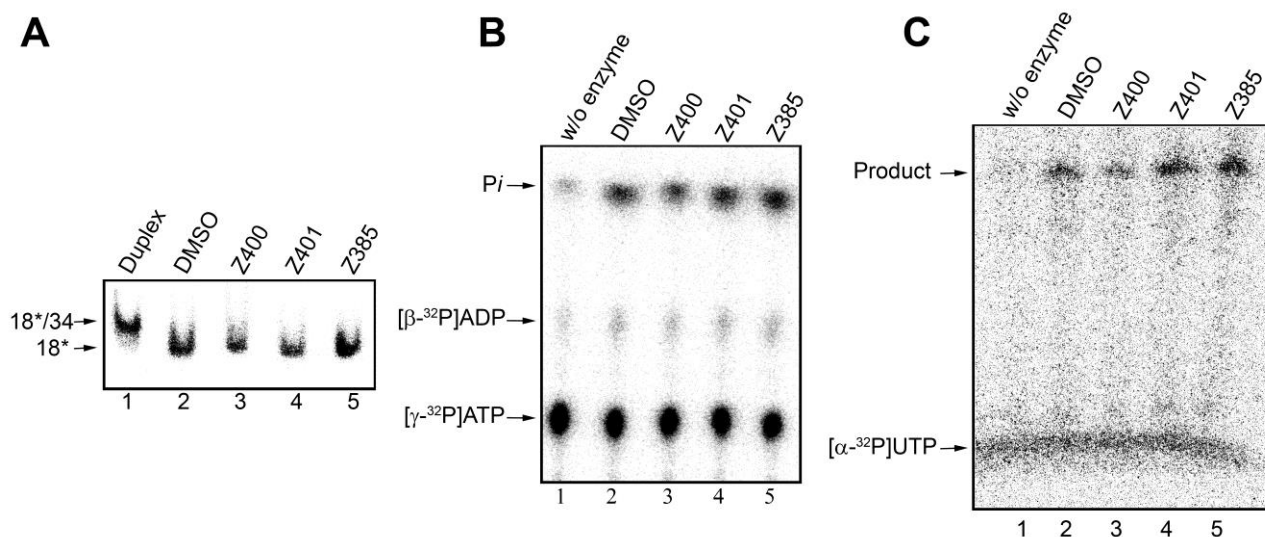 A
Duplex
DMSO
Z400
Z401
Z385
18*/34
18*
1 2 3 4 5
B
w/o enzyme
DMSO
Z400
Z401
Z385
Pi
[β-³²P]ADP
[γ-³²P]ATP
1 2 3 4 5
C
w/o enzyme
DMSO
Z400
Z401
Z385
Product
[α-³²P]UTP
1 2 3 4 5